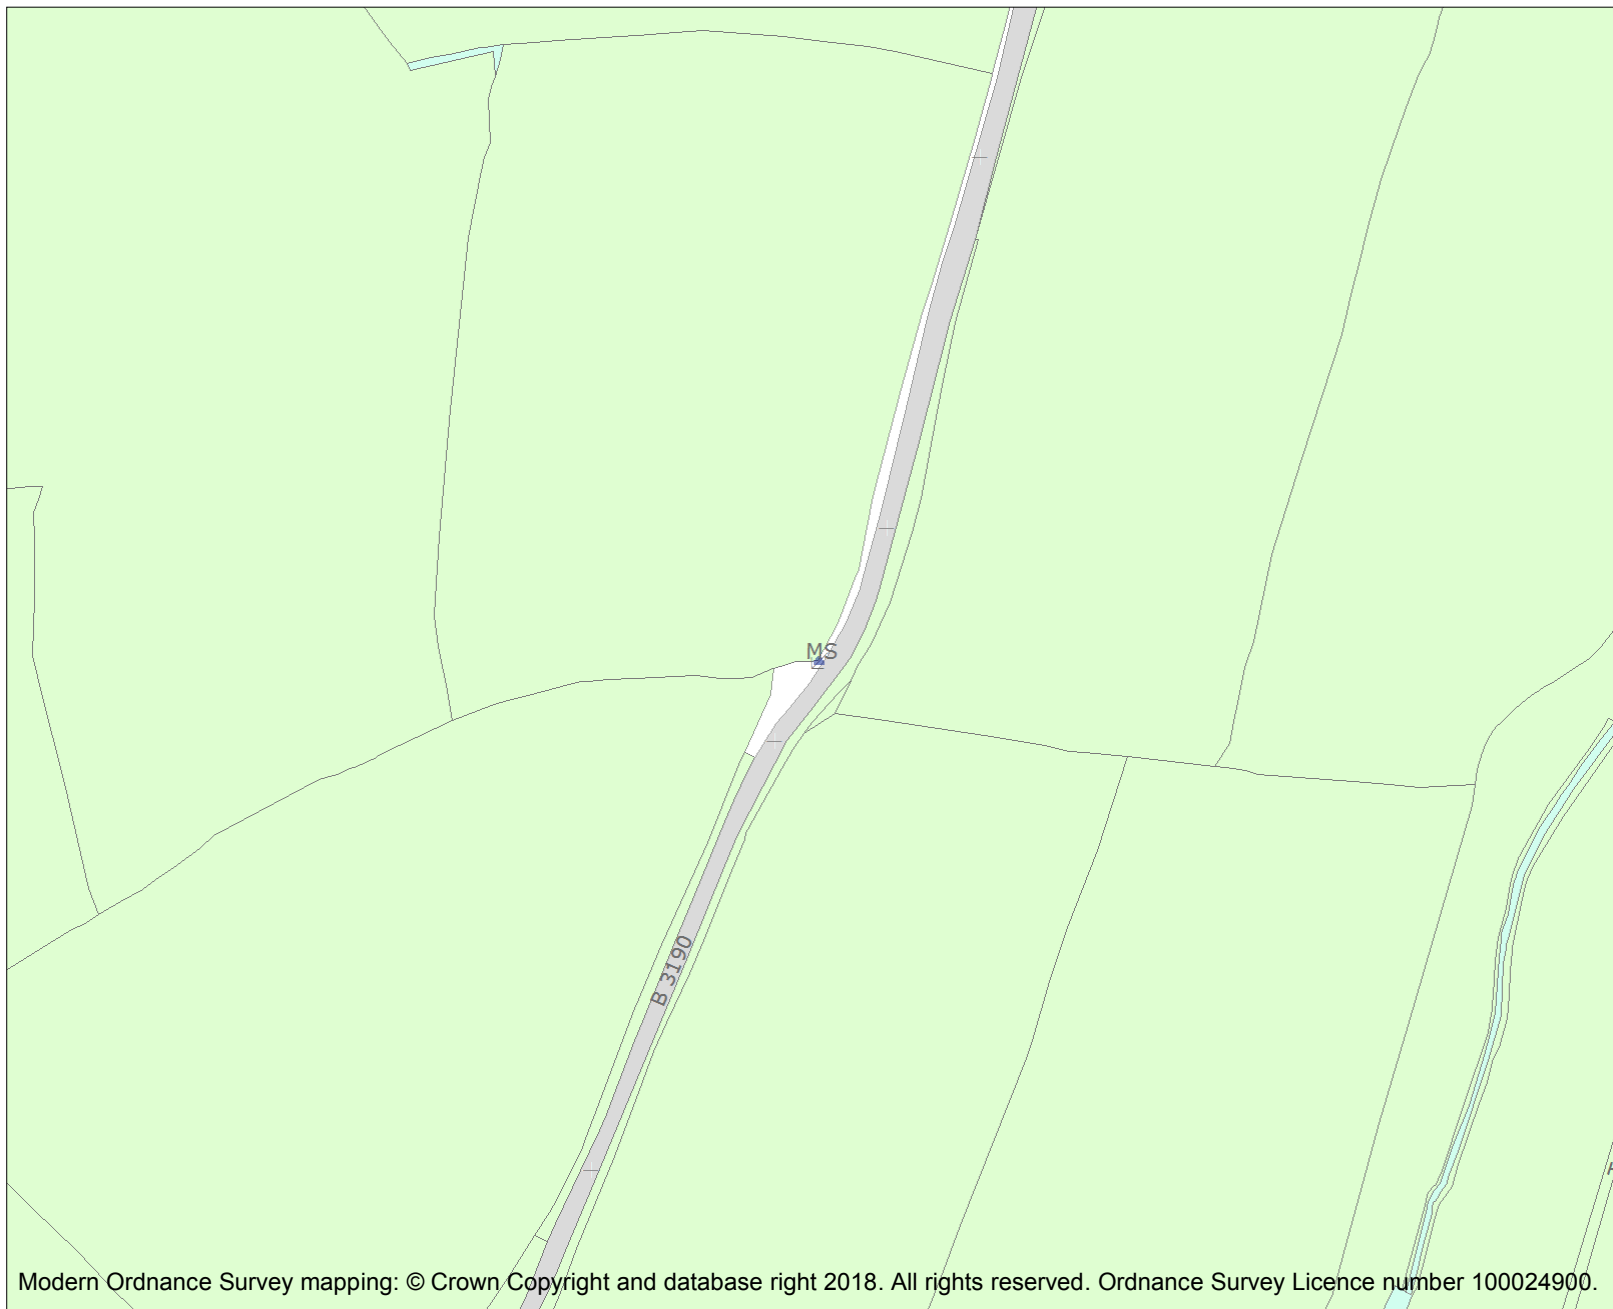 MS
B 3190
Modern Ordnance Survey mapping: © Crown Copyright and database right 2018. All rights reserved. Ordnance Survey Licence number 100024900.